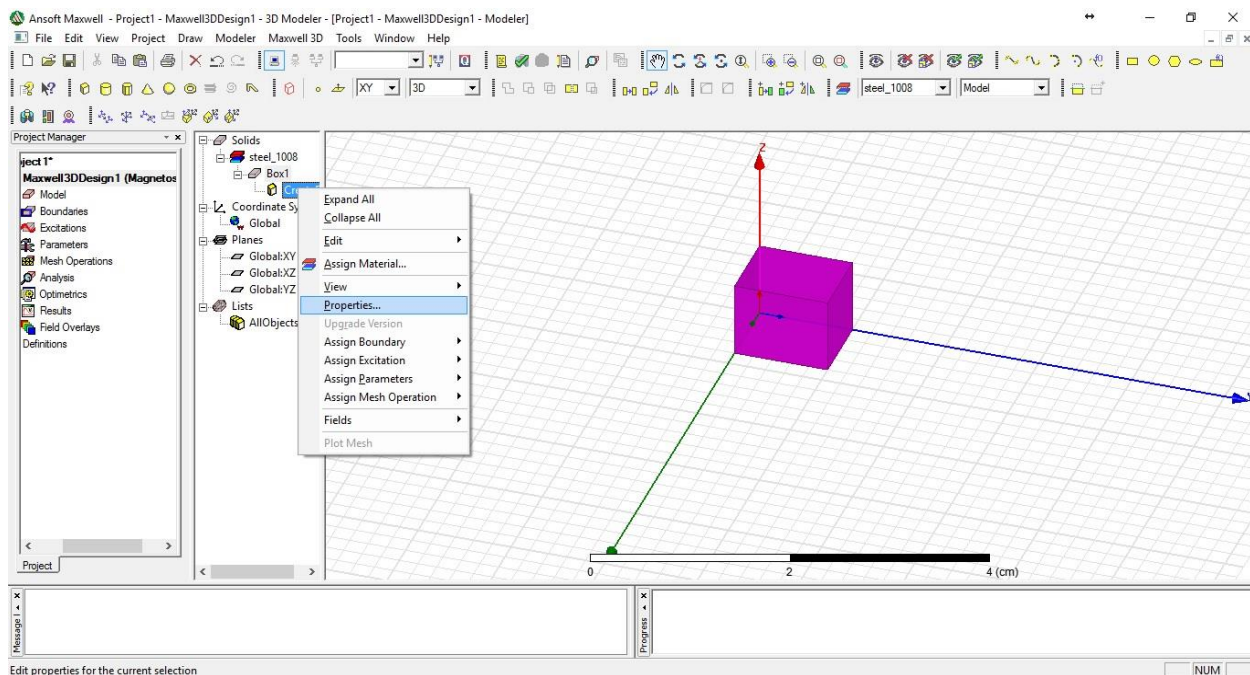 Ansoft Maxwell - Project1 - Maxwell3DDesign1 - 3D Modeler - [Project1 - Maxwell3DDesign1 - Modeler]
File Edit View Project Draw Modeler Maxwell 3D Tools Window Help
XY 3D steel_1008 Model
Project Manager
ject 1*
Maxwell3DDesign1 (Magnetos
Model
Boundaries
Excitations
Parameters
Mesh Operations
Analysis
Optimetrics
Results
Field Overlays
Definitions
Project
Solids
steel_1008
Box1
Coordinate Sy
Global
Planes
Global:XY
Global:XZ
Global:YZ
Lists
AllObjects
Expand All
Collapse All
Edit
Assign Material...
View
Properties...
Upgrade Version
Assign Boundary
Assign Excitation
Assign Parameters
Assign Mesh Operation
Fields
Plot Mesh
Z
0 2 4 (cm)
Message
Progress
Edit properties for the current selection
NUM